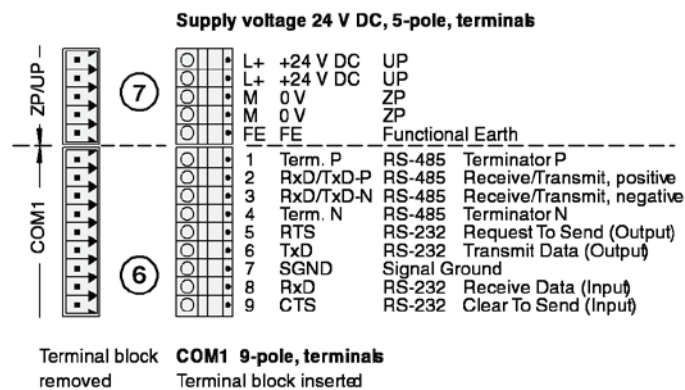 Supply voltage 24 V DC, 5-pole, terminals
ZP/UP
7
L+ +24 V DC UP
L+ +24 V DC UP
M 0 V ZP
M 0 V ZP
FE FE Functional Earth
COM1
6
1 Term. P RS-485 Terminator P
2 RxD/TxD-P RS-485 Receive/Transmit, positive
3 RxD/TxD-N RS-485 Receive/Transmit, negative
4 Term. N RS-485 Terminator N
5 RTS RS-232 Request To Send (Output)
6 TxD RS-232 Transmit Data (Output)
7 SGND Signal Ground
8 RxD RS-232 Receive Data (Input)
9 CTS RS-232 Clear To Send (Input)
Terminal block removed
COM1 9-pole, terminals
Terminal block inserted